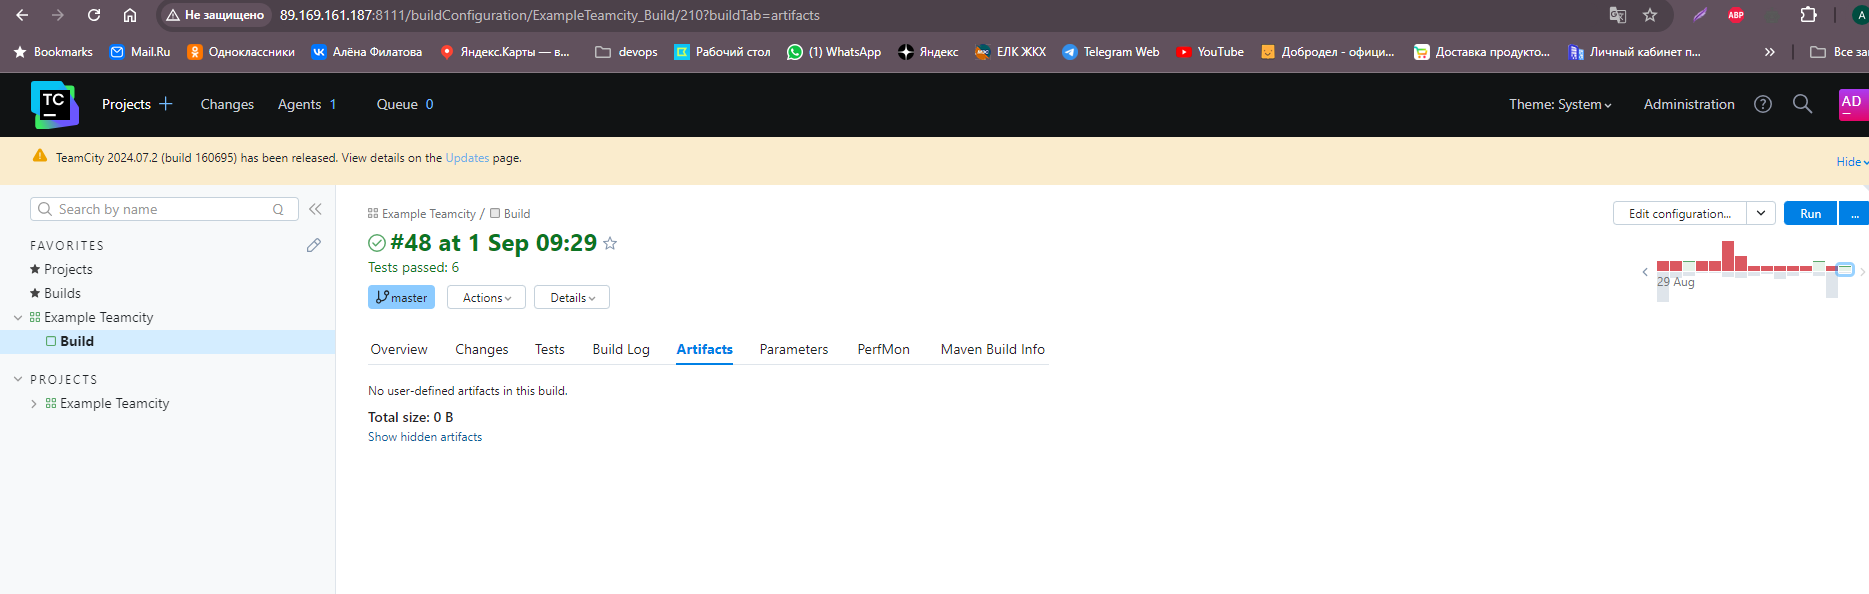 Не защищено 89.169.161.187:8111/buildConfiguration/ExampleTeamcity_Build/210?buildTab=artifacts ABP A
Bookmarks Mail.Ru Одноклассники Алёна Филатова Яндекс.Карты — в... devops Рабочий стол (1) WhatsApp Яндекс ЕЛК ЖКХ Telegram Web YouTube Добродел - офици... Доставка продукто... Личный кабинет п... » Все за
TC Projects Changes Agents 1 Queue 0 Theme: System Administration ? AD
TeamCity 2024.07.2 (build 160695) has been released. View details on the Updates page.
Hide
Search by name Q
Example Teamcity / Build
Edit configuration... Run ...
FAVORITES
#48 at 1 Sep 09:29
Projects
Tests passed: 6
29 Aug
Builds
master Actions Details
Example Teamcity
Build
Overview Changes Tests Build Log Artifacts Parameters PerfMon Maven Build Info
PROJECTS
No user-defined artifacts in this build.
Example Teamcity
Total size: 0 B
Show hidden artifacts